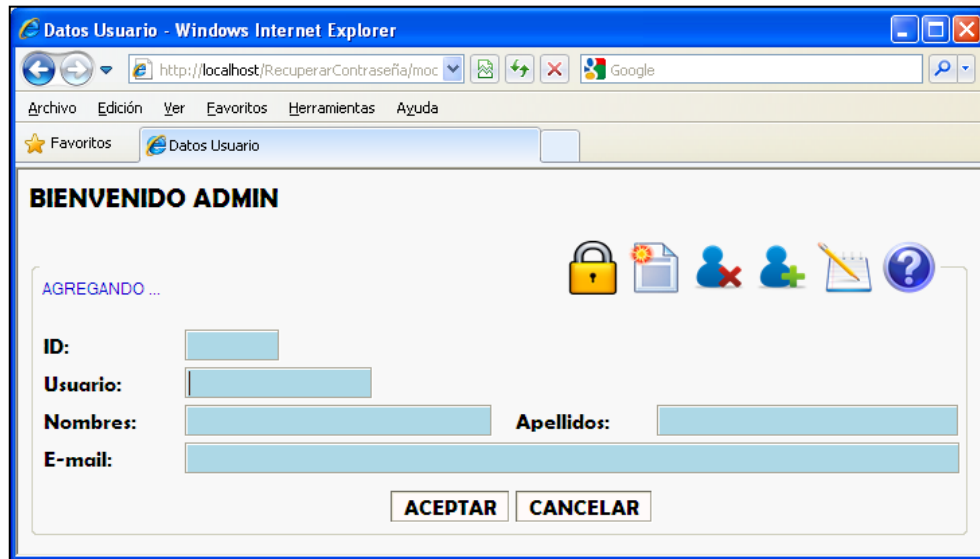 Datos Usuario - Windows Internet Explorer
http://localhost/RecuperarContraseña/moc
Google
Archivo Edición Ver Favoritos Herramientas Ayuda
Favoritos
Datos Usuario
BIENVENIDO ADMIN
AGREGANDO ...
ID:
Usuario:
Nombres: Apellidos:
E-mail:
ACEPTAR CANCELAR